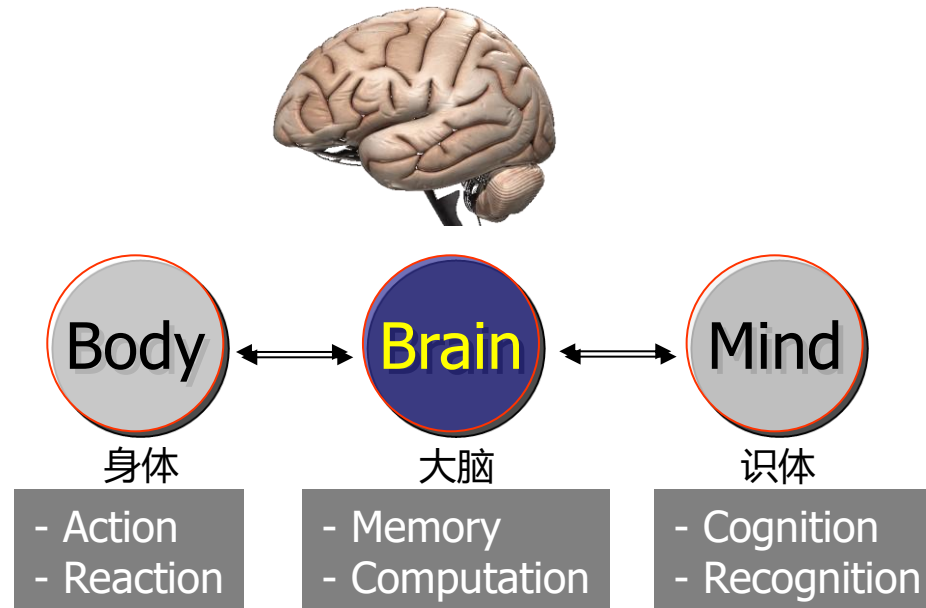 Body
Brain
Mind
身体
大脑
识体
- Action
- Reaction
- Memory
- Computation
- Cognition
- Recognition